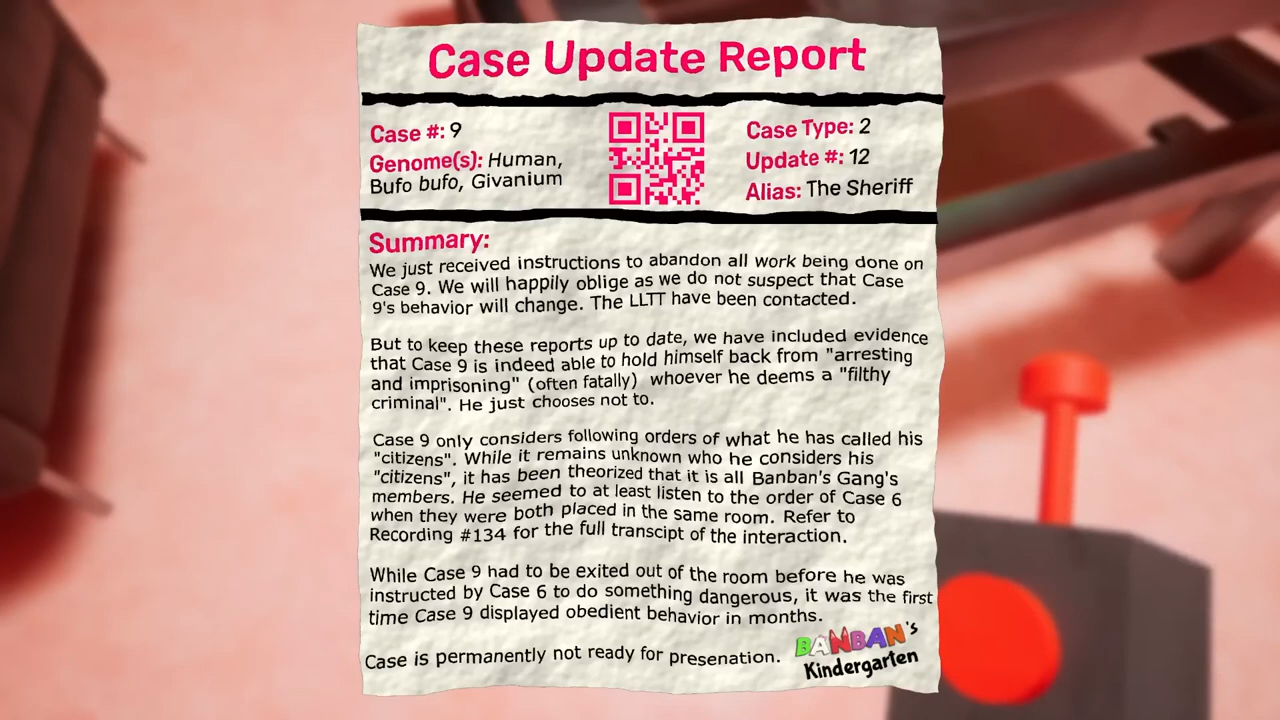 Case Update Report
Case #: 9
Genome(s): Human,
Bufo bufo, Givanium
Case Type: 2
Update #: 12
Alias: The Sheriff
Summary:
We just received instructions to abandon all work being done on
Case 9. We will happily oblige as we do not suspect that Case
9's behavior will change. The LLTT have been contacted.
But to keep these reports up to date, we have included evidence
that Case 9 is indeed able to hold himself back from "arresting
and imprisoning" (often fatally) whoever he deems a "filthy
criminal". He just chooses not to.
Case 9 only considers following orders of what he has called his
"citizens". While it remains unknown who he considers his
"citizens", it has been theorized that it is all Banban's Gang's
members. He seemed to at least listen to the order of Case 6
when they were both placed in the same room. Refer to
Recording #134 for the full transcipt of the interaction.
While Case 9 had to be exited out of the room before he was
instructed by Case 6 to do something dangerous, it was the first
time Case 9 displayed obedient behavior in months.
Case is permanently not ready for presenation.
BANBAN's
Kindergarten